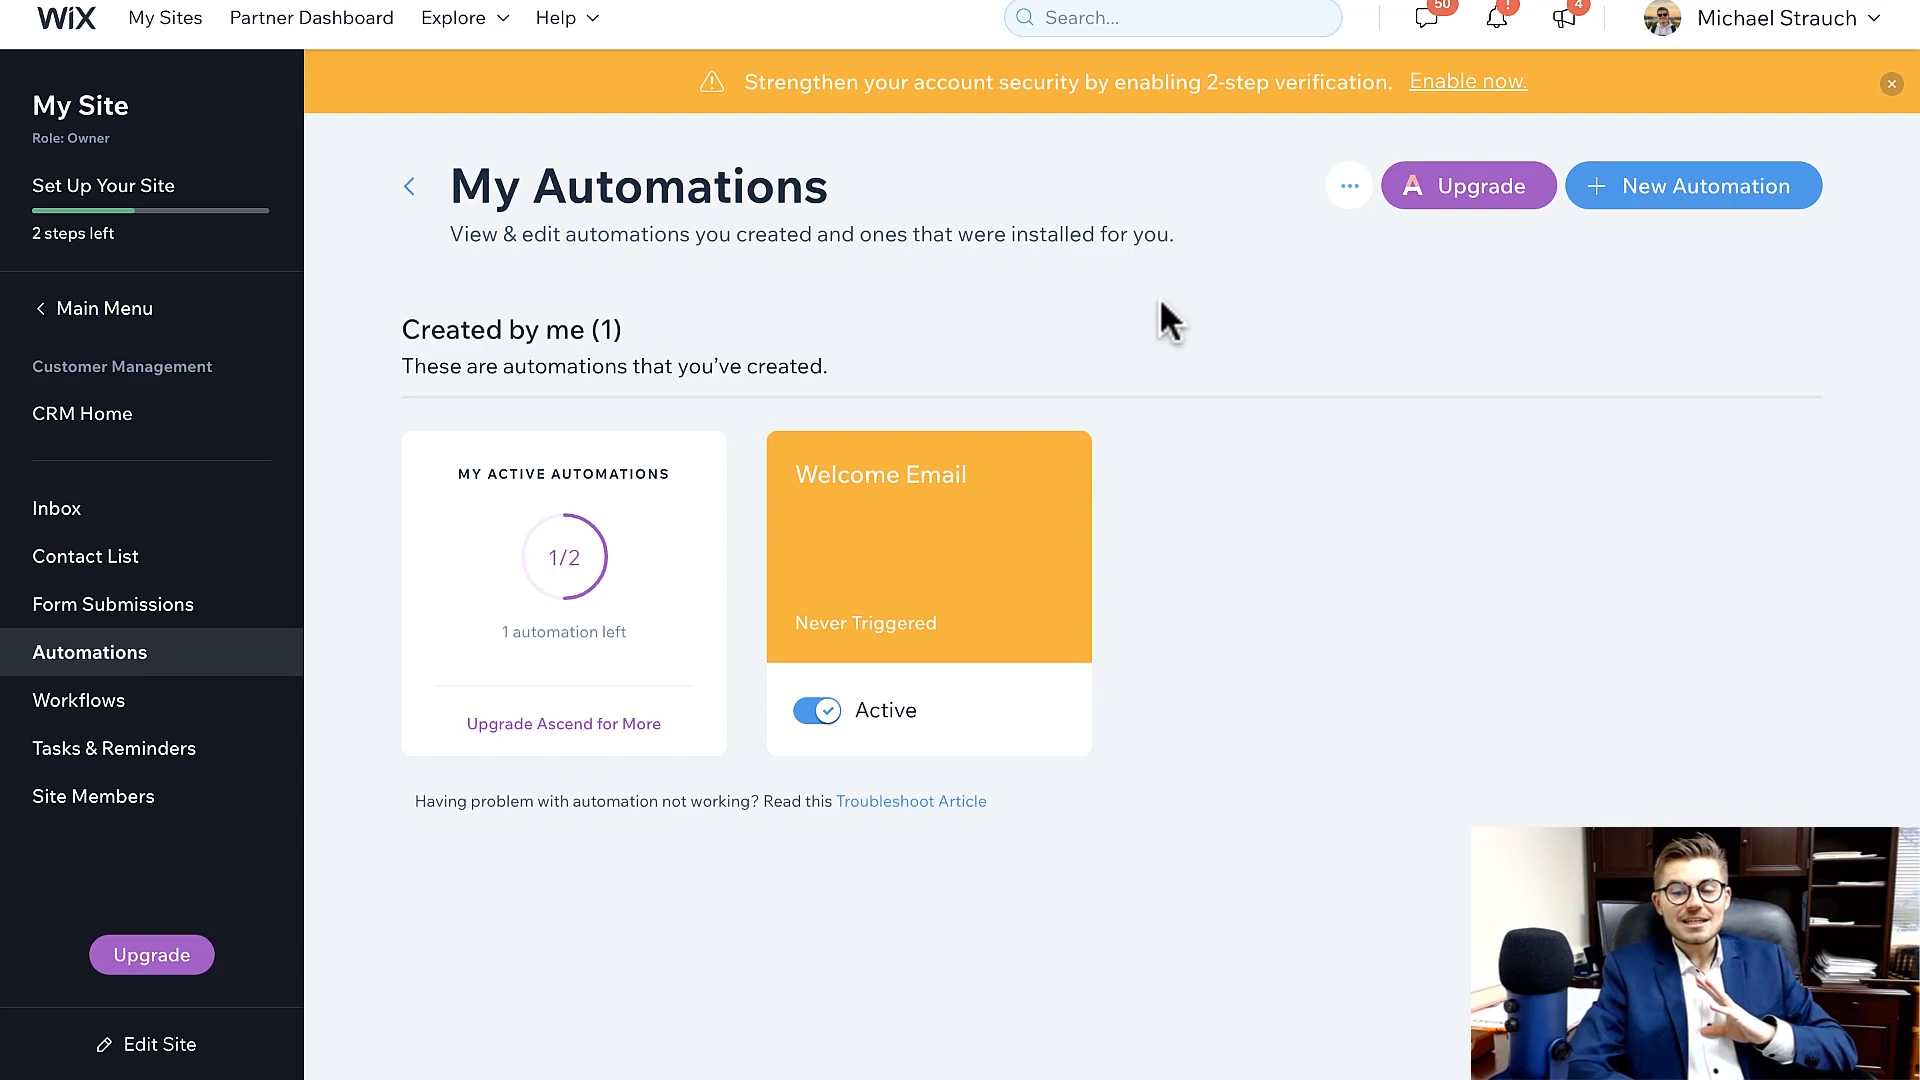 WiX My Sites Partner Dashboard Explore Help Search... 50 ! 4 Michael Strauch
Strengthen your account security by enabling 2-step verification. Enable now.
My Site
Role: Owner
Set Up Your Site
2 steps left
Main Menu
Customer Management
CRM Home
Inbox
Contact List
Form Submissions
Automations
Workflows
Tasks & Reminders
Site Members
Upgrade
Edit Site
My Automations
View & edit automations you created and ones that were installed for you.
... A Upgrade + New Automation
Created by me (1)
These are automations that you’ve created.
MY ACTIVE AUTOMATIONS
1/2
1 automation left
Upgrade Ascend for More
Welcome Email
Never Triggered
Active
Having problem with automation not working? Read this Troubleshoot Article